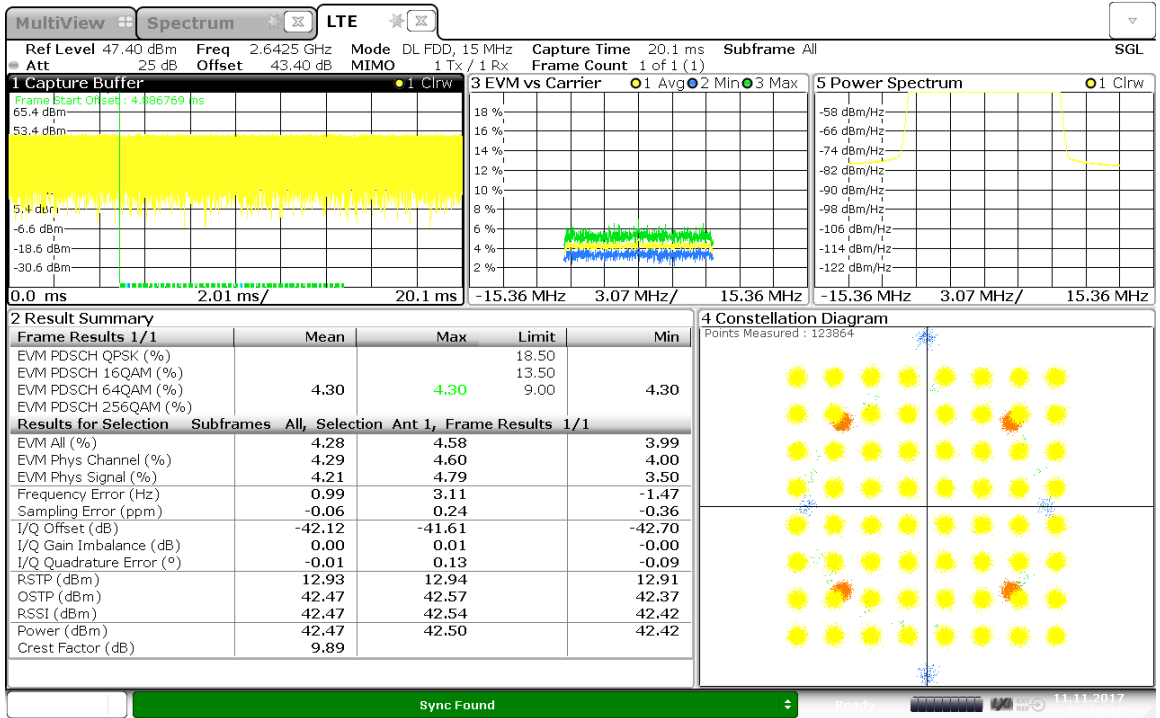 MultiView Spectrum LTE
Ref Level 47.40 dBm Freq 2.6425 GHz Mode DL FDD, 15 MHz Capture Time 20.1 ms Subframe All SGL
Att 25 dB Offset 43.40 dB MIMO 1 Tx / 1 Rx Frame Count 1 of 1 (1)
1 Capture Buffer 1 Clrw
Frame Start Offset : 4.886769 ms
65.4 dBm
53.4 dBm
5.4 dBm
-6.6 dBm
-18.6 dBm
-30.6 dBm
0.0 ms 2.01 ms/ 20.1 ms
3 EVM vs Carrier 1 Avg 2 Min 3 Max
18 %
16 %
14 %
12 %
10 %
8 %
6 %
4 %
2 %
-15.36 MHz 3.07 MHz/ 15.36 MHz
5 Power Spectrum 1 Clrw
-58 dBm/Hz
-66 dBm/Hz
-74 dBm/Hz
-82 dBm/Hz
-90 dBm/Hz
-98 dBm/Hz
-106 dBm/Hz
-114 dBm/Hz
-122 dBm/Hz
-15.36 MHz 3.07 MHz/ 15.36 MHz
2 Result Summary
Frame Results 1/1 Mean Max Limit Min
EVM PDSCH QPSK (%) 18.50
EVM PDSCH 16QAM (%) 13.50
EVM PDSCH 64QAM (%) 4.30 4.30 9.00 4.30
EVM PDSCH 256QAM (%)
Results for Selection Subframes All, Selection Ant 1, Frame Results 1/1
EVM All (%) 4.28 4.58 3.99
EVM Phys Channel (%) 4.29 4.60 4.00
EVM Phys Signal (%) 4.21 4.79 3.50
Frequency Error (Hz) 0.99 3.11 -1.47
Sampling Error (ppm) -0.06 0.24 -0.36
I/Q Offset (dB) -42.12 -41.61 -42.70
I/Q Gain Imbalance (dB) 0.00 0.01 -0.00
I/Q Quadrature Error (°) -0.01 0.13 -0.09
RSTP (dBm) 12.93 12.94 12.91
OSTP (dBm) 42.47 42.57 42.37
RSSI (dBm) 42.47 42.54 42.42
Power (dBm) 42.47 42.50 42.42
Crest Factor (dB) 9.89
4 Constellation Diagram
Points Measured : 123864
Sync Found
Ready
LXI
EXT
REF
11.11.2017